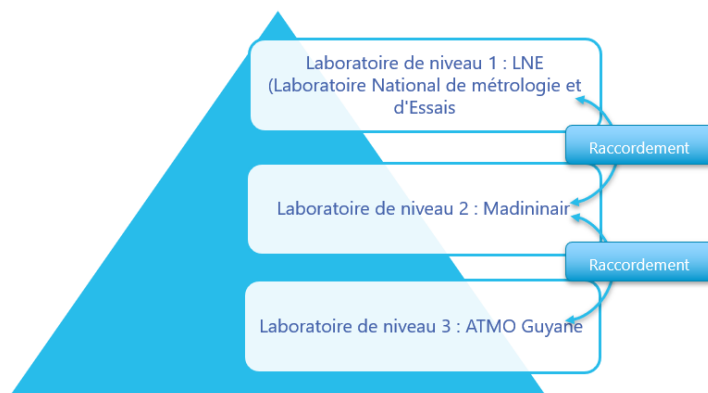 Laboratoire de niveau 1 : LNE
(Laboratoire National de métrologie et
d'Essais
Raccordement
Laboratoire de niveau 2 : Madininair
Raccordement
Laboratoire de niveau 3 : ATMO Guyane